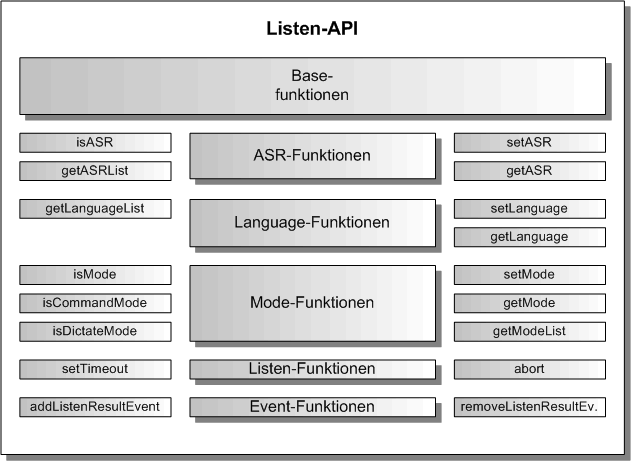 Listen-API
Base-
funktionen
isASR
ASR-Funktionen
setASR
getASRList
getASR
getLanguageList
Language-Funktionen
setLanguage
getLanguage
isMode
Mode-Funktionen
setMode
isCommandMode
getMode
isDictateMode
getModeList
setTimeout
Listen-Funktionen
abort
addListenResultEvent
Event-Funktionen
removeListenResultEv.